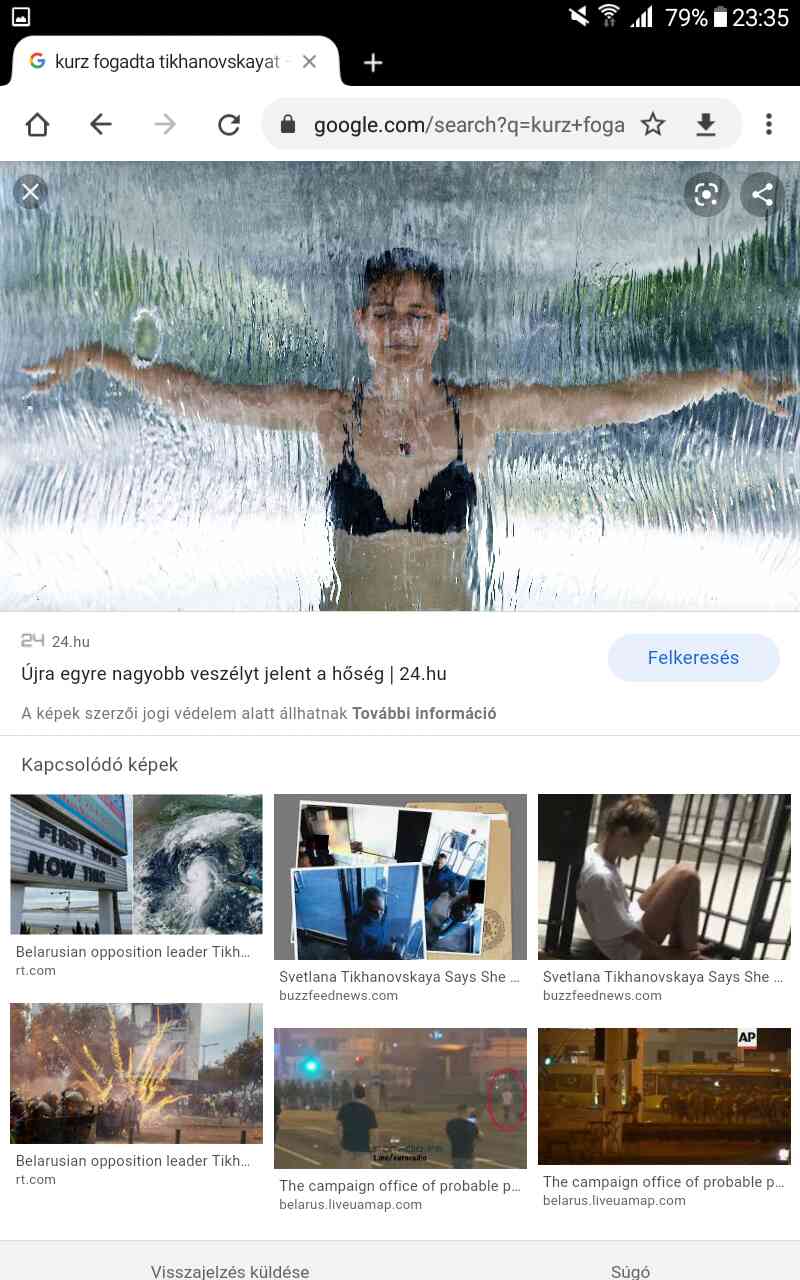 79% 23:35
kurz fogadta tikhanovskayat
google.com/search?q=kurz+foga
24 24.hu
Újra egyre nagyobb veszélyt jelent a hőség | 24.hu
Felkeresés
A képek szerzői jogi védelem alatt állhatnak További információ
Kapcsolódó képek
NOW THIS
Belarusian opposition leader Tikh...
rt.com
Svetlana Tikhanovskaya Says She ...
buzzfeednews.com
Svetlana Tikhanovskaya Says She ...
buzzfeednews.com
Belarusian opposition leader Tikh...
rt.com
The campaign office of probable p...
belarus.liveuamap.com
AP
The campaign office of probable p...
belarus.liveuamap.com
Visszajelzés küldése
Súgó